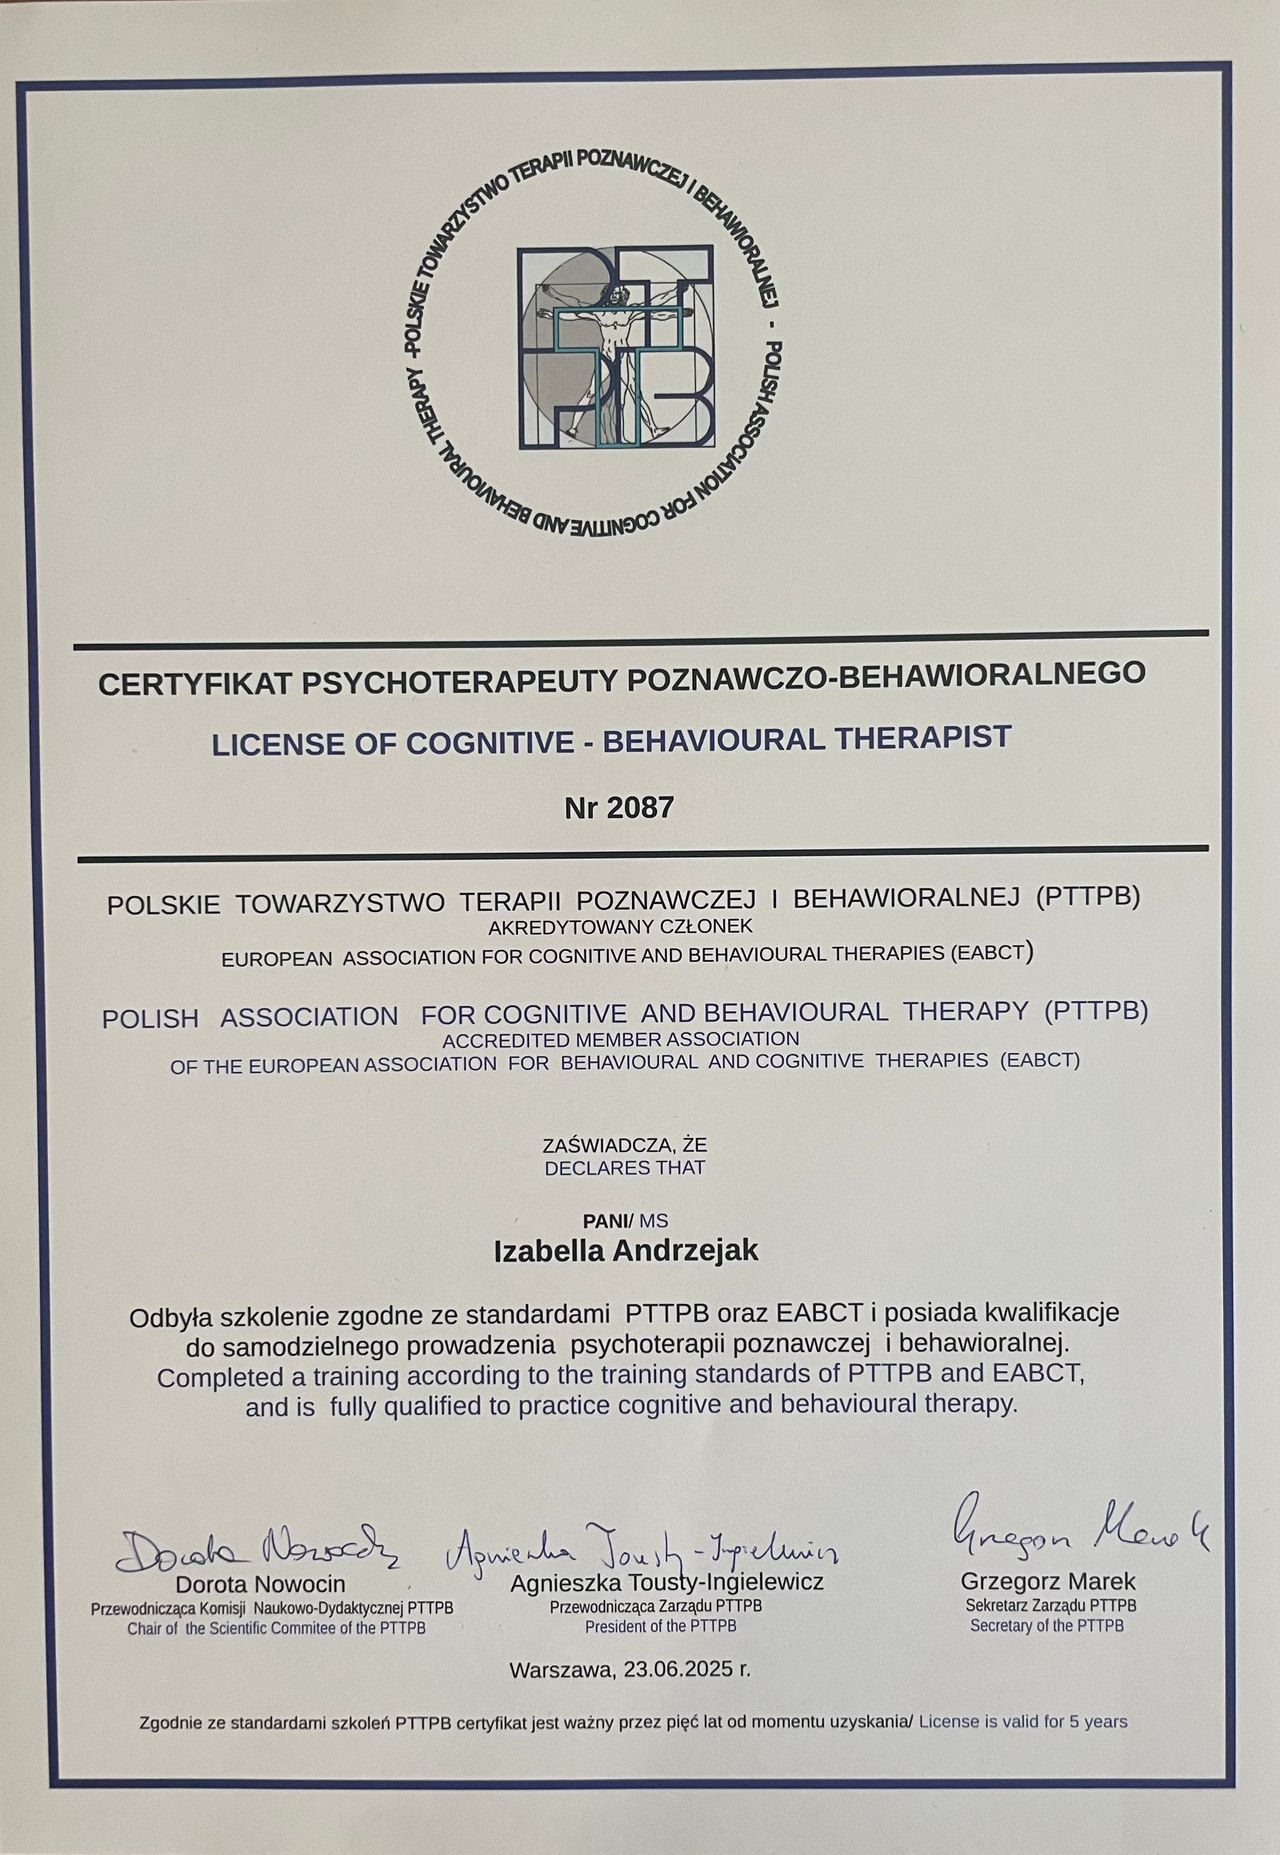 POLSKIE TOWARZYSTWO TERAPII POZNAWCZEJ I BEHAWIORALNEJ - POLISH ASSOCIATION FOR COGNITIVE AND BEHAVIOURAL THERAPY -
PTTPB
CERTYFIKAT PSYCHOTERAPEUTY POZNAWCZO-BEHAWIORALNEGO
LICENSE OF COGNITIVE - BEHAVIOURAL THERAPIST
Nr 2087
POLSKIE TOWARZYSTWO TERAPII POZNAWCZEJ I BEHAWIORALNEJ (PTTPB)
AKREDYTOWANY CZŁONEK
EUROPEAN ASSOCIATION FOR COGNITIVE AND BEHAVIOURAL THERAPIES (EABCT)
POLISH ASSOCIATION FOR COGNITIVE AND BEHAVIOURAL THERAPY (PTTPB)
ACCREDITED MEMBER ASSOCIATION
OF THE EUROPEAN ASSOCIATION FOR BEHAVIOURAL AND COGNITIVE THERAPIES (EABCT)
ZAŚWIADCZA, ŻE
DECLARES THAT
PANI/ MS
Izabella Andrzejak
Odbyła szkolenie zgodne ze standardami PTTPB oraz EABCT i posiada kwalifikacje
do samodzielnego prowadzenia psychoterapii poznawczej i behawioralnej.
Completed a training according to the training standards of PTTPB and EABCT,
and is fully qualified to practice cognitive and behavioural therapy.
Dorota Nowocin Agnieszka Tousty-Ingielewicz Grzegorz Marek
Dorota Nowocin Agnieszka Tousty-Ingielewicz Grzegorz Marek
Przewodnicząca Komisji Naukowo-Dydaktycznej PTTPB Przewodnicząca Zarządu PTTPB Sekretarz Zarządu PTTPB
Chair of the Scientific Commitee of the PTTPB President of the PTTPB Secretary of the PTTPB
Warszawa, 23.06.2025 r.
Zgodnie ze standardami szkoleń PTTPB certyfikat jest ważny przez pięć lat od momentu uzyskania/ License is valid for 5 years